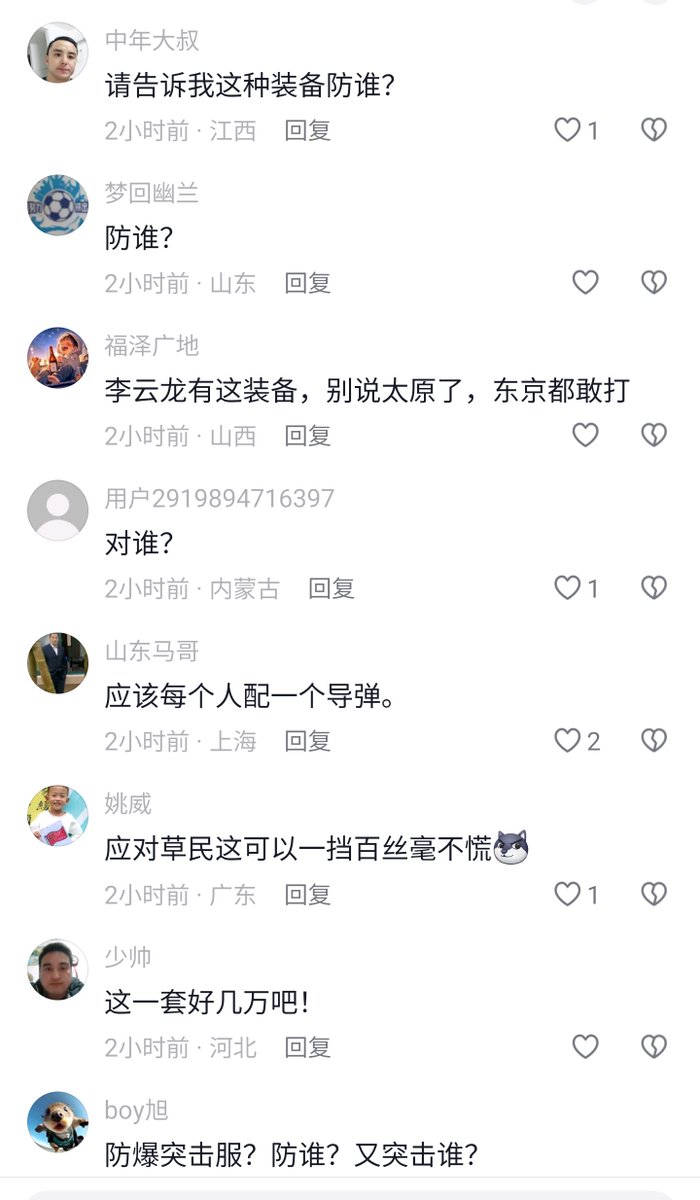 中年大叔
请告诉我这种装备防谁？
2小时前 · 江西 回复 1
梦回幽兰
防谁？
2小时前 · 山东 回复
福泽广地
李云龙有这装备，别说太原了，东京都敢打
2小时前 · 山西 回复
用户2919894716397
对谁？
2小时前 · 内蒙古 回复 1
山东马哥
应该每个人配一个导弹。
2小时前 · 上海 回复 2
姚威
应对草民这可以一挡百丝毫不慌
2小时前 · 广东 回复 1
少帅
这一套好几万吧！
2小时前 · 河北 回复
boy旭
防爆突击服？防谁？又突击谁？